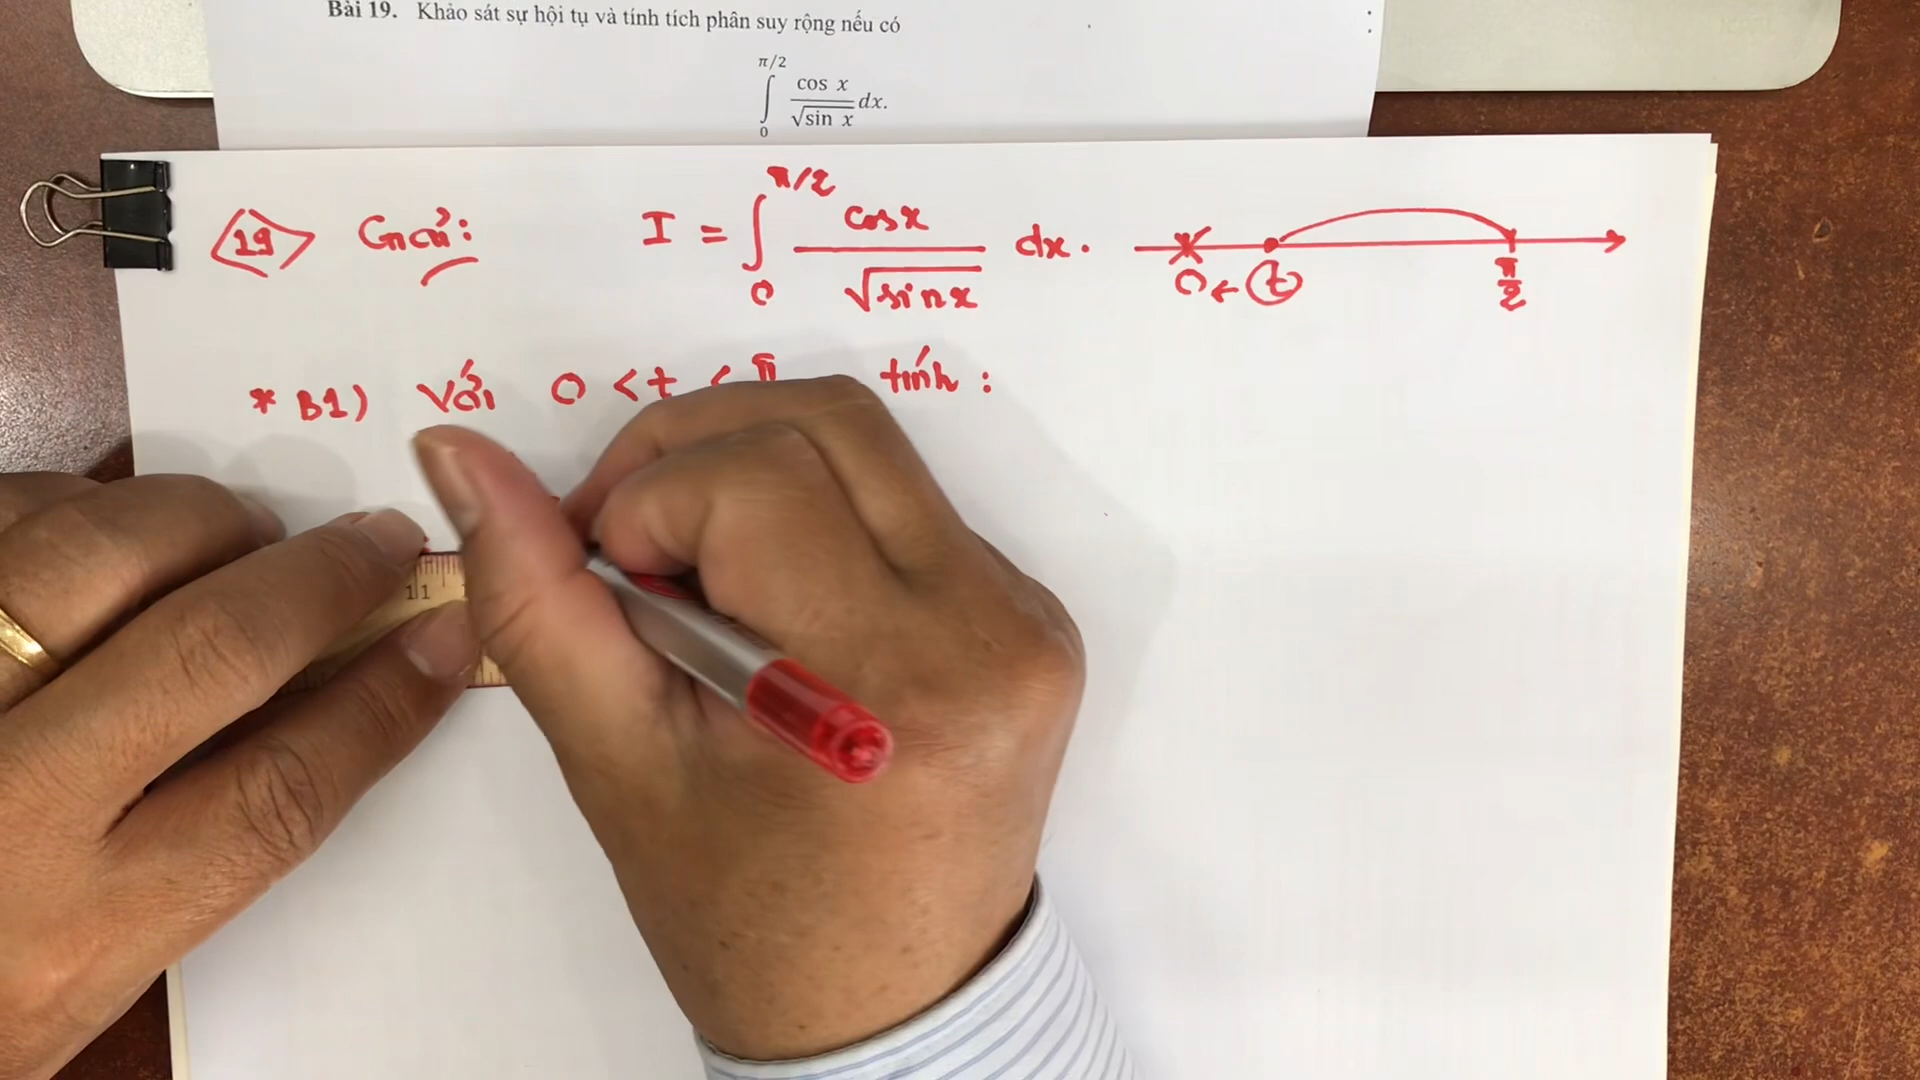 Bài 19. Khảo sát sự hội tụ và tính tích phân suy rộng nếu có
π/2
∫ cos x / √sin x dx.
0
19 Giải: I = ∫ cosx / √sinx dx.
π/2
0
0 ← t π/2
* B1) Với 0 < t < π tính :
11